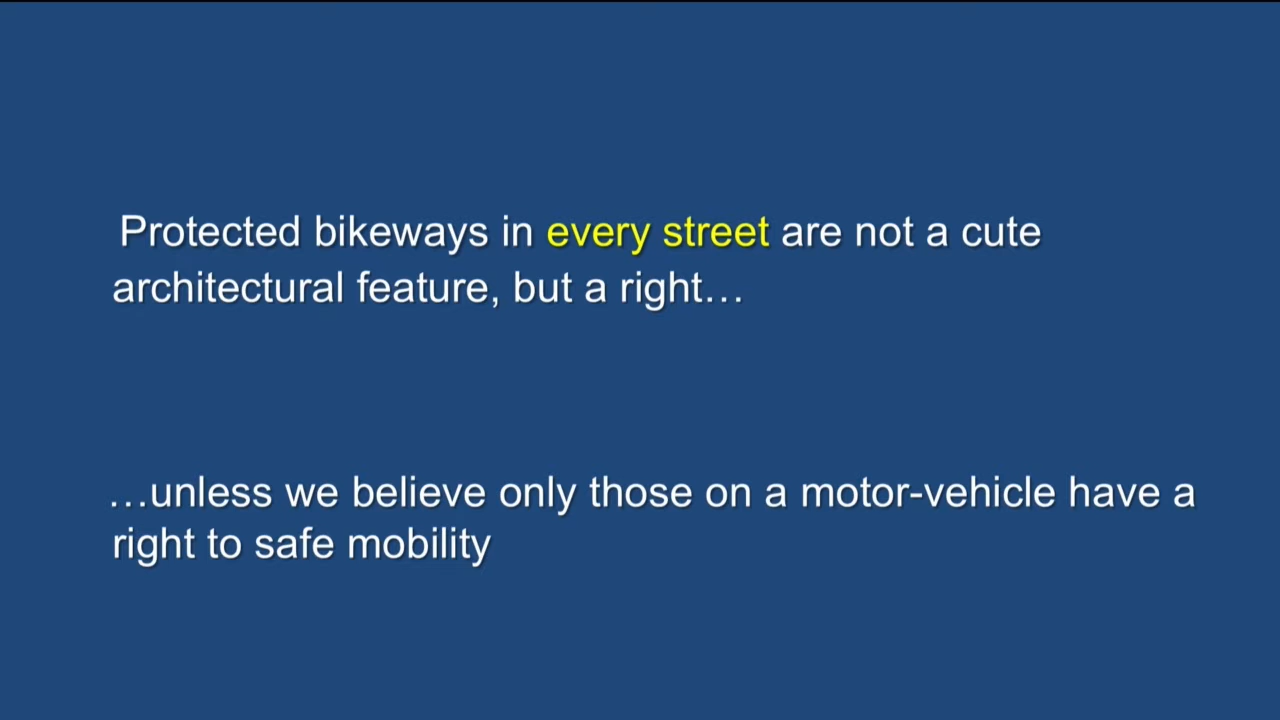 Protected bikeways in every street are not a cute
architectural feature, but a right…
…unless we believe only those on a motor-vehicle have a
right to safe mobility